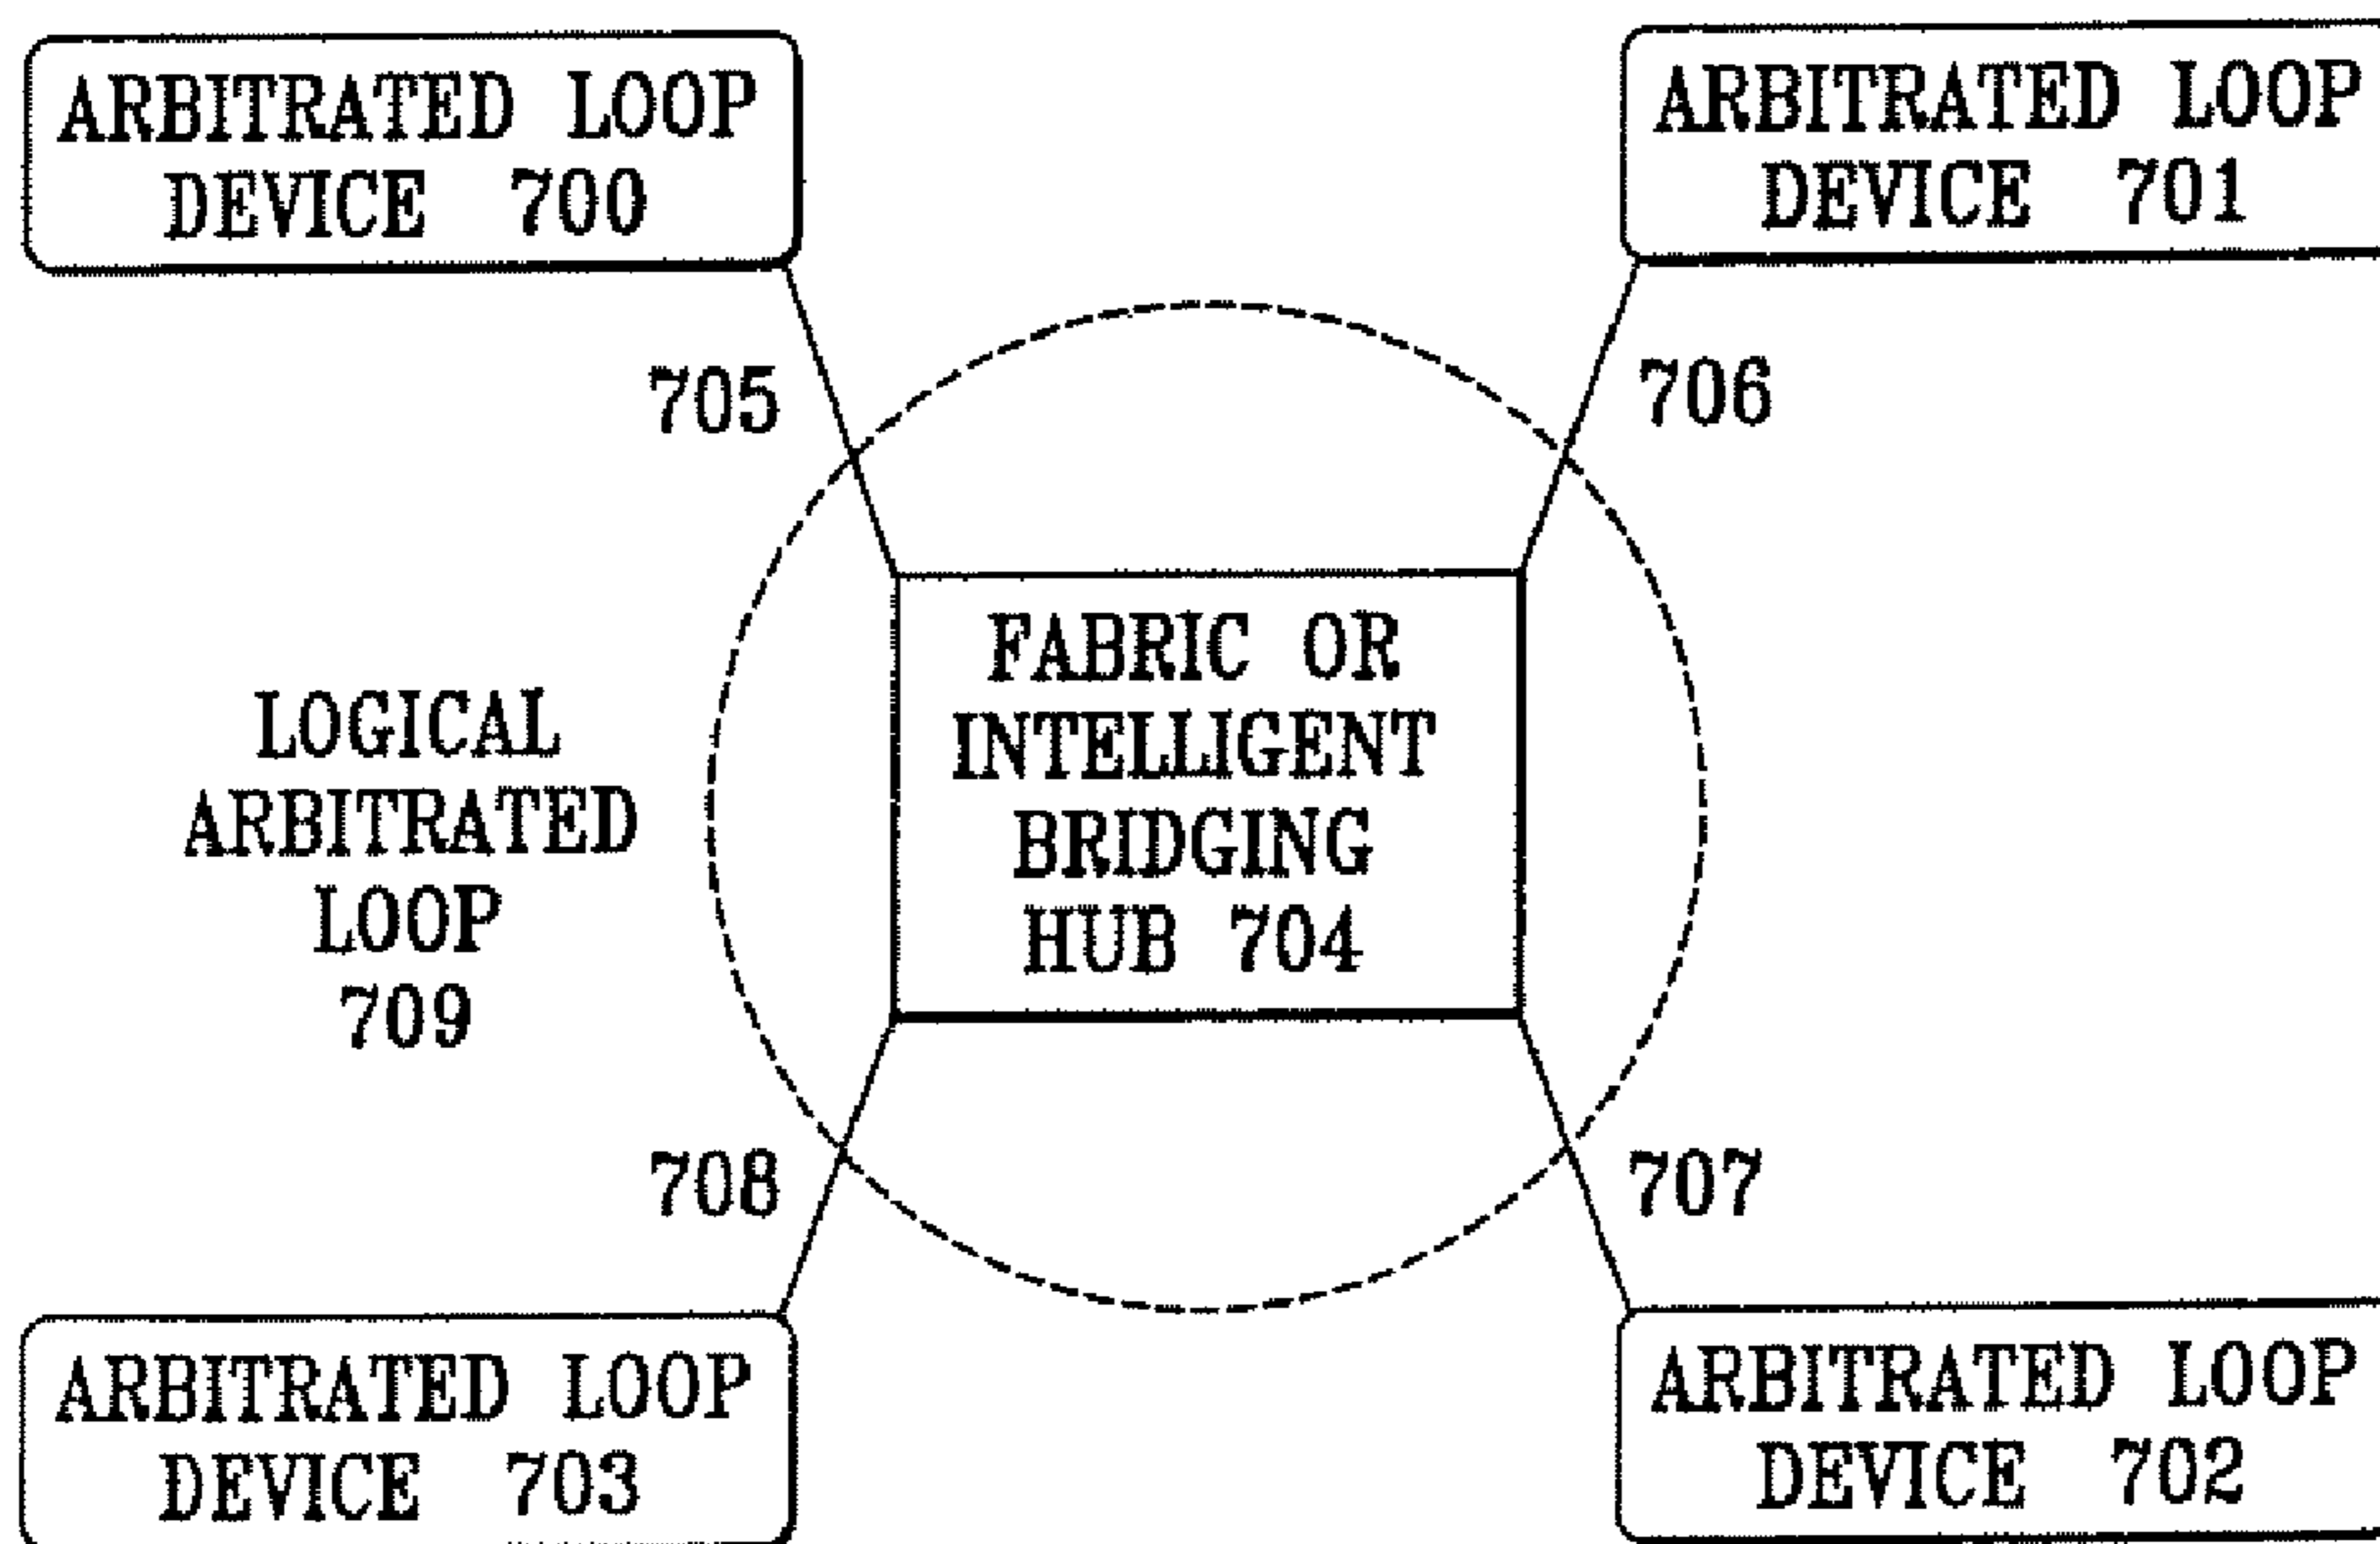 ARBITRATED LOOP
DEVICE 700
ARBITRATED LOOP
DEVICE 701
705
706
FABRIC OR
INTELLIGENT
BRIDGING
HUB 704
LOGICAL
ARBITRATED
LOOP
709
708
707
ARBITRATED LOOP
DEVICE 703
ARBITRATED LOOP
DEVICE 702